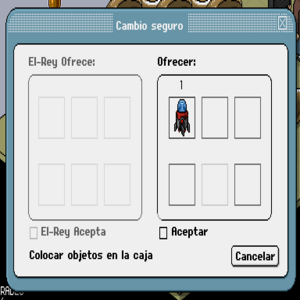 Cambio seguro
El-Rey Ofrece:
Ofrecer:
1
El-Rey Acepta
Aceptar
Colocar objetos en la caja
Cancelar